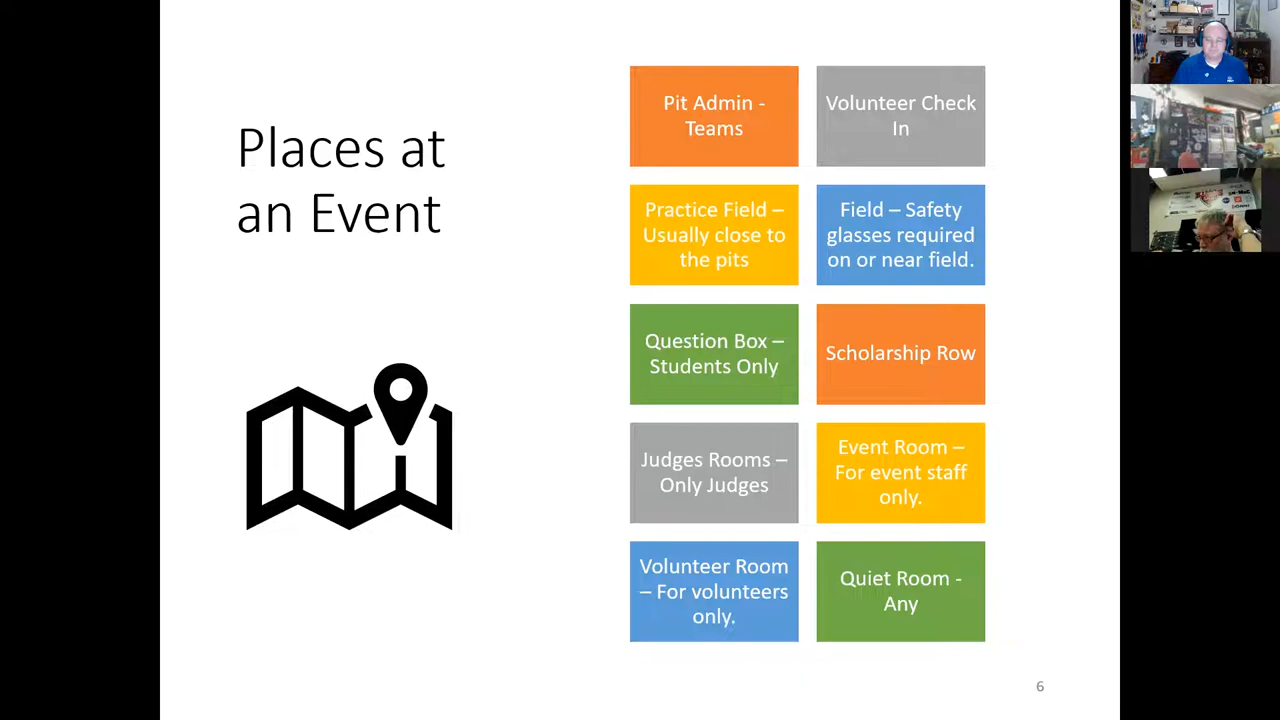 Places at
an Event
Pit Admin -
Teams
Volunteer Check
In
Practice Field –
Usually close to
the pits
Field – Safety
glasses required
on or near field.
Question Box –
Students Only
Scholarship Row
Judges Rooms –
Only Judges
Event Room –
For event staff
only.
Volunteer Room
– For volunteers
only.
Quiet Room -
Any
6